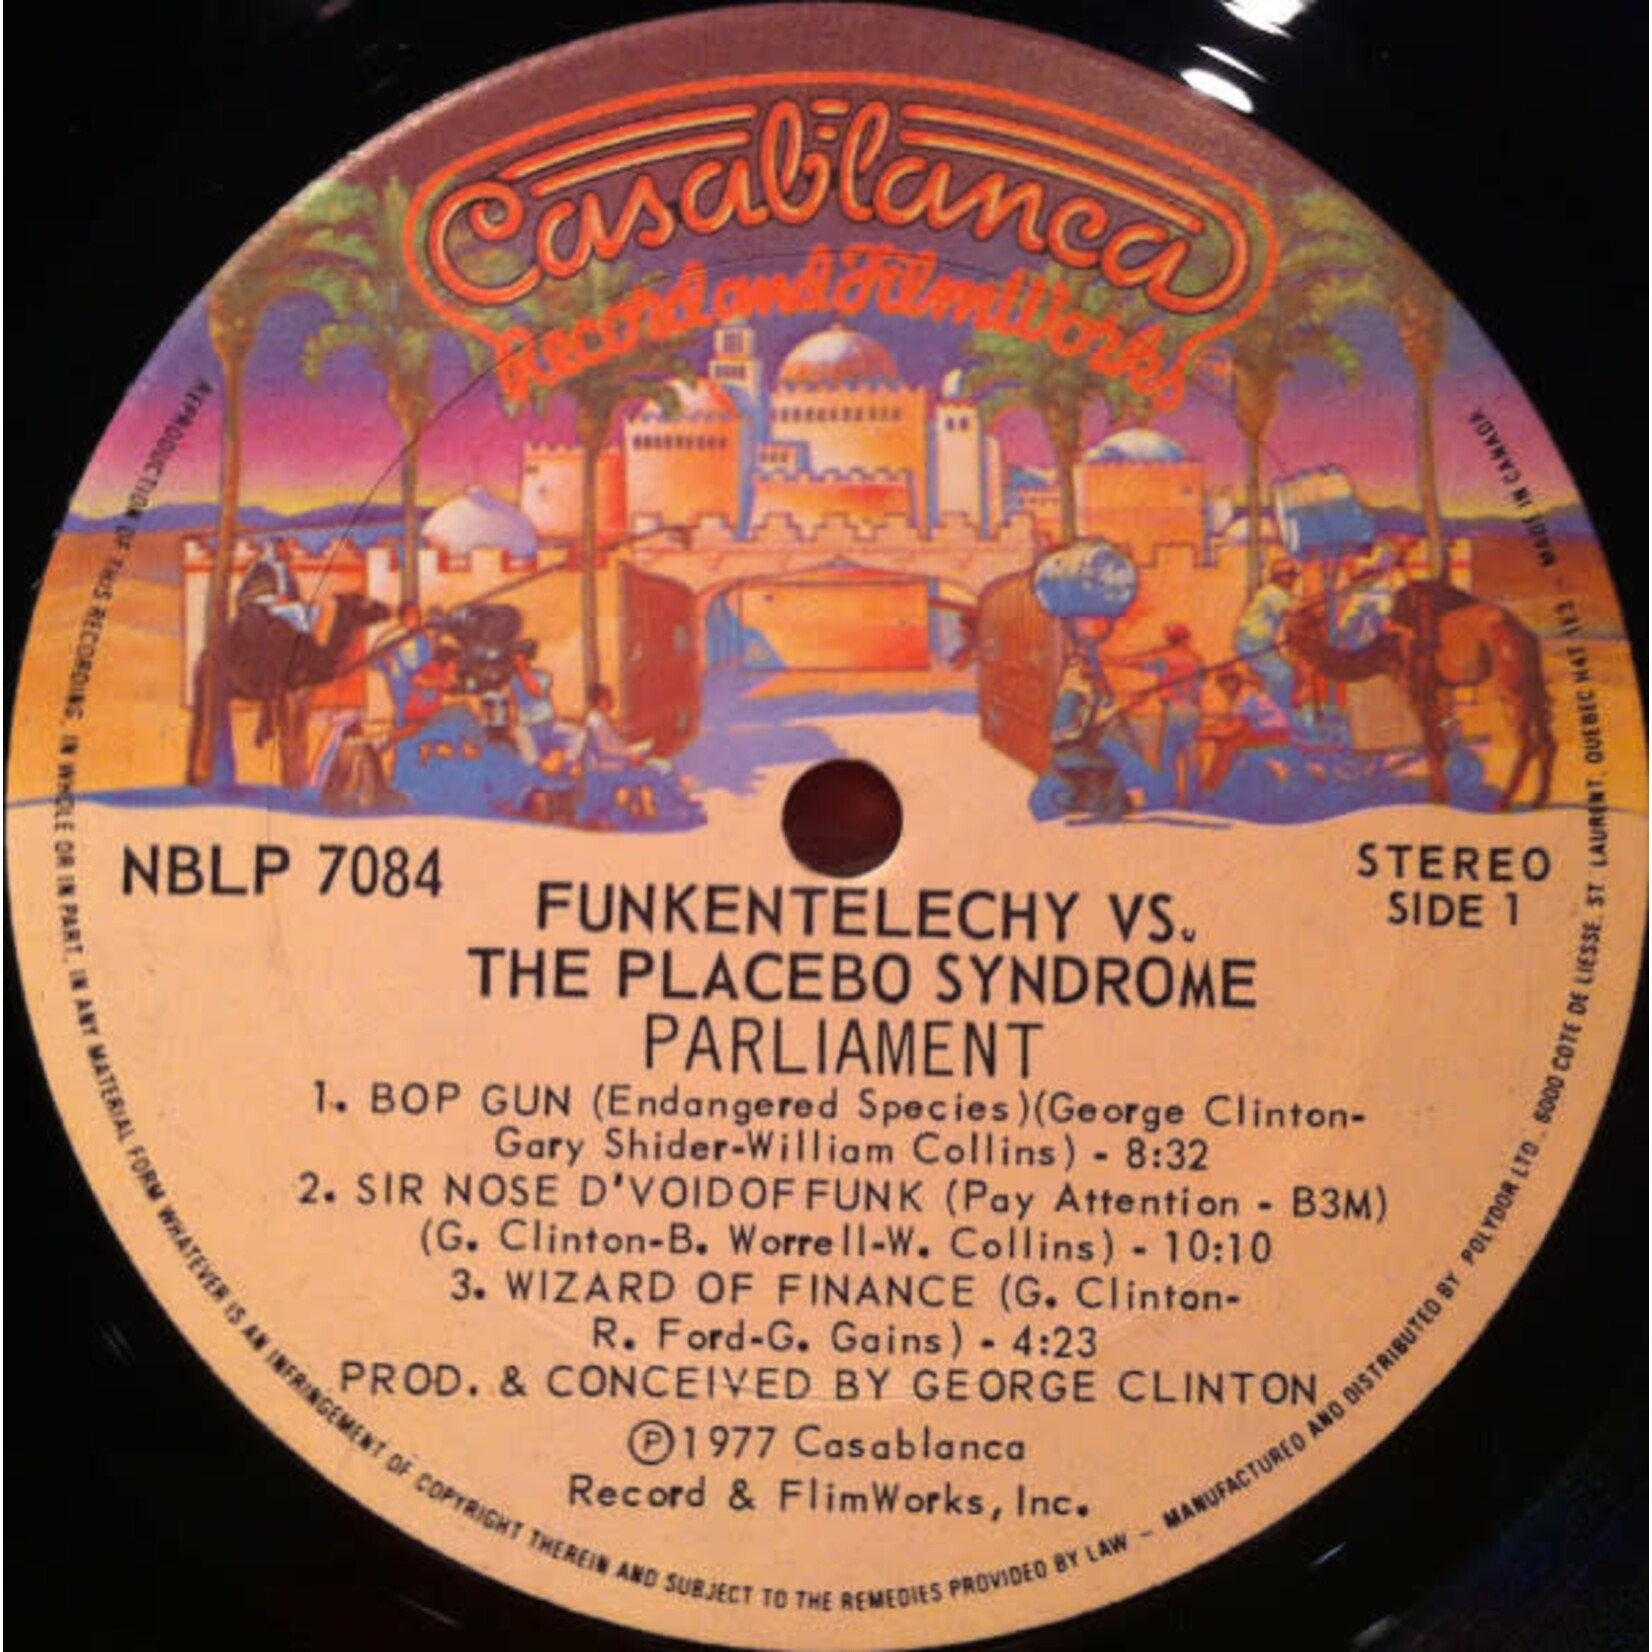 Casablanca
Record and FilmWorks
NBLP 7084
STEREO
SIDE 1
FUNKENTELECHY VS.
THE PLACEBO SYNDROME
PARLIAMENT
1. BOP GUN (Endangered Species)(George Clinton-
Gary Shider-William Collins) - 8:32
2. SIR NOSE D'VOIDOFFUNK (Pay Attention - B3M)
(G. Clinton-B. Worrell-W. Collins) - 10:10
3. WIZARD OF FINANCE (G. Clinton-
R. Ford-G. Gains) - 4:23
PROD. & CONCEIVED BY GEORGE CLINTON
Ⓟ1977 Casablanca
Record & FlimWorks, Inc.
REPRODUCTION OF THIS RECORDING, IN WHOLE OR IN PART, IN ANY MATERIAL FORM WHATEVER IS AN INFRINGEMENT OF COPYRIGHT THEREIN AND SUBJECT TO THE REMEDIES PROVIDED BY LAW - MANUFACTURED AND DISTRIBUTED BY POLYDOR LTD., 6000 COTE DE LIESSE, ST. LAURENT, QUEBEC H4T 1E3 - MADE IN CANADA